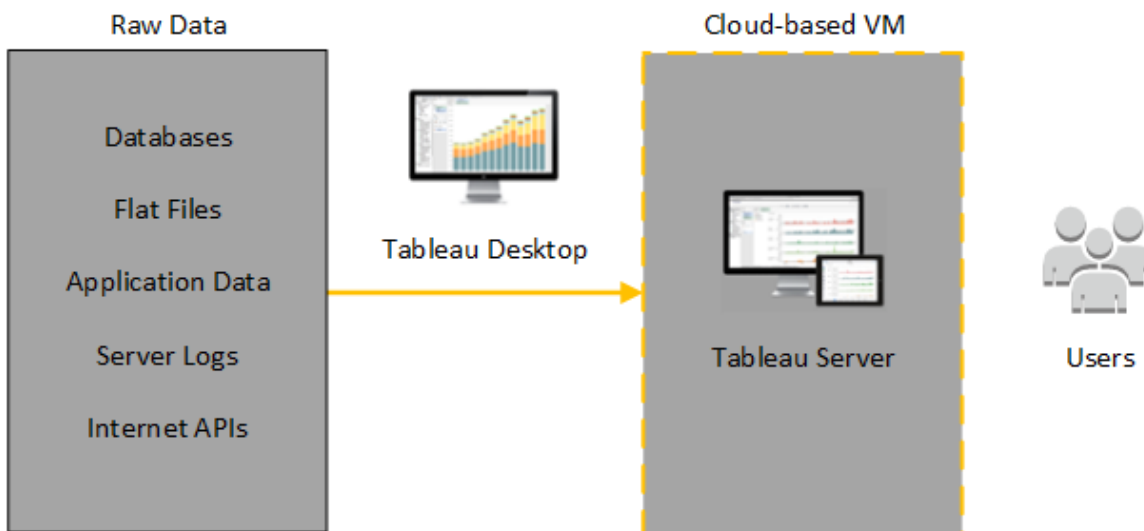 Raw Data
Databases
Flat Files
Application Data
Server Logs
Internet APIs
Tableau Desktop
Cloud-based VM
Tableau Server
Users